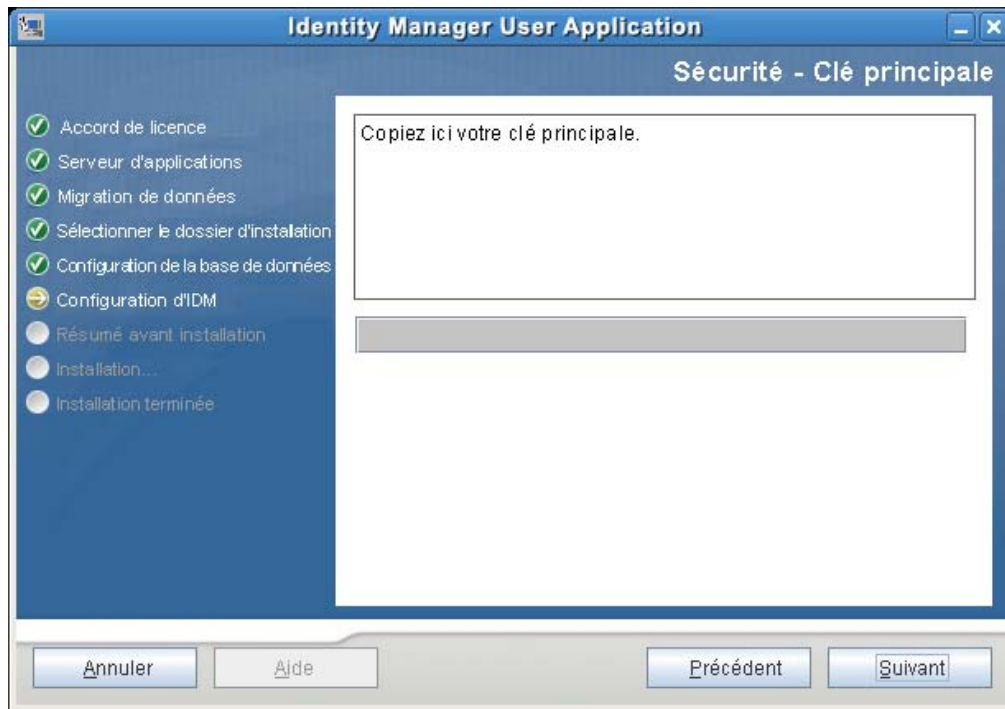 Identity Manager User Application
Sécurité - Clé principale
Accord de licence
Serveur d'applications
Migration de données
Sélectionner le dossier d'instalation
Configuration de la base de données
Configuration d'IDM
Résumé avant installation
Installation...
Installation terminée
Copiez ici votre clé principale.
Annuler
Aide
Précédent
Suivant